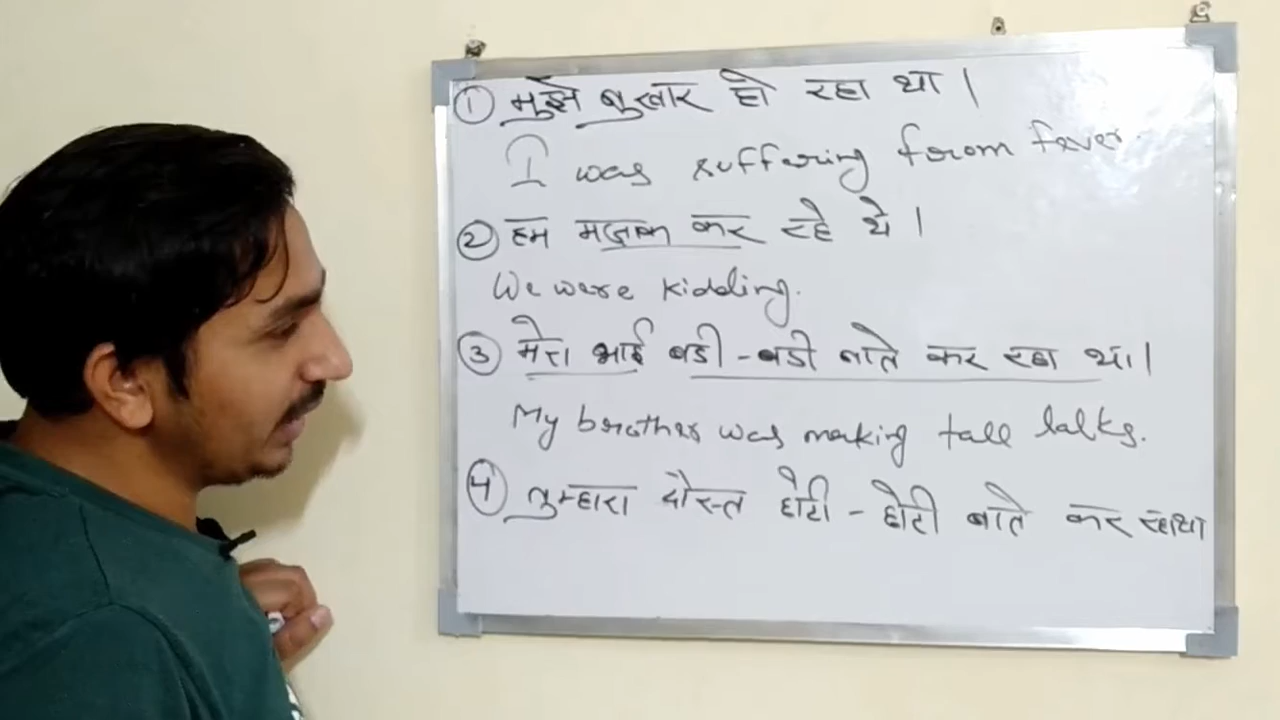 ① मुझे बुखार हो रहा था।
I was suffering from fever.
② हम मजाक कर रहे थे।
We were kidding.
③ मेरा भाई बडी - बडी बाते कर रहा था।
My brother was making tall talks.
④ तुम्हारा दोस्त छोटी - छोटी बाते कर रहा था